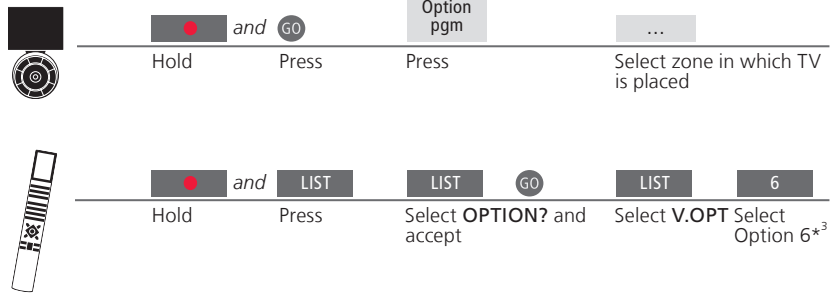 Option
pgm
and GO ...
Hold Press Press Select zone in which TV
is placed
and LIST LIST GO LIST 6
Hold Press Select OPTION? and Select V.OPT Select
accept Option 6*3